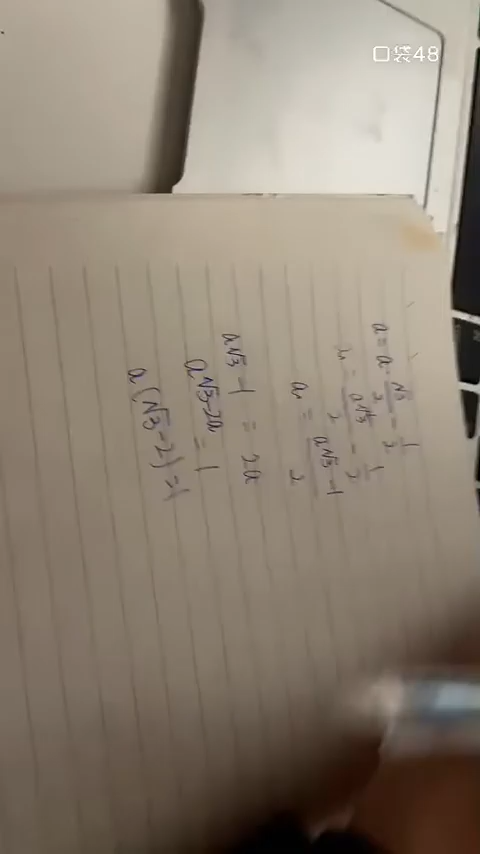 口袋48
a = a · √3/2 − 1/2
a = a√3/2 − 1/2
a = a√3 − 1/2
a√3 − 1 = 2a
a√3 − 2a = 1
a(√3 − 2) = 1